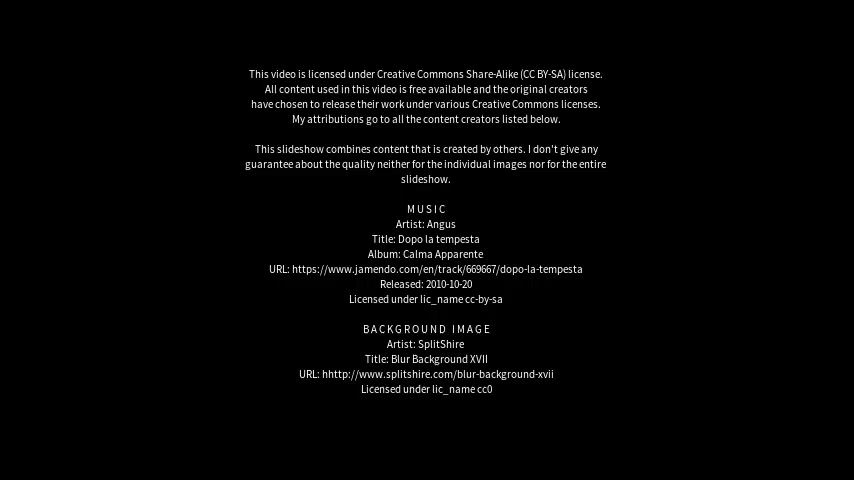 This video is licensed under Creative Commons Share-Alike (CC BY-SA) license.
All content used in this video is free available and the original creators
have chosen to release their work under various Creative Commons licenses.
My attributions go to all the content creators listed below.
This slideshow combines content that is created by others. I don't give any
guarantee about the quality neither for the individual images nor for the entire
slideshow.
M U S I C
Artist: Angus
Title: Dopo la tempesta
Album: Calma Apparente
URL: https://www.jamendo.com/en/track/669667/dopo-la-tempesta
Released: 2010-10-20
Licensed under lic_name cc-by-sa
B A C K G R O U N D   I M A G E
Artist: SplitShire
Title: Blur Background XVII
URL: hhttp://www.splitshire.com/blur-background-xvii
Licensed under lic_name cc0